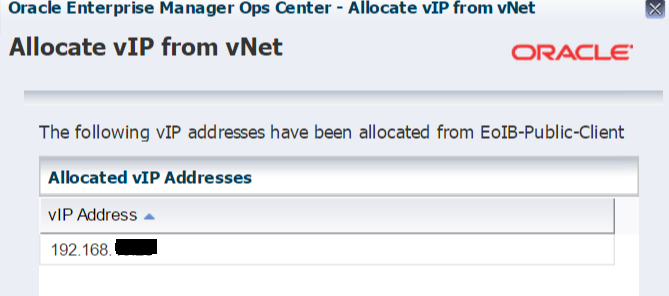 Oracle Enterprise Manager Ops Center - Allocate vIP from vNet
Allocate vIP from vNet
ORACLE
The following vIP addresses have been allocated from EoIB-Public-Client
Allocated vIP Addresses
vIP Address
192.168.